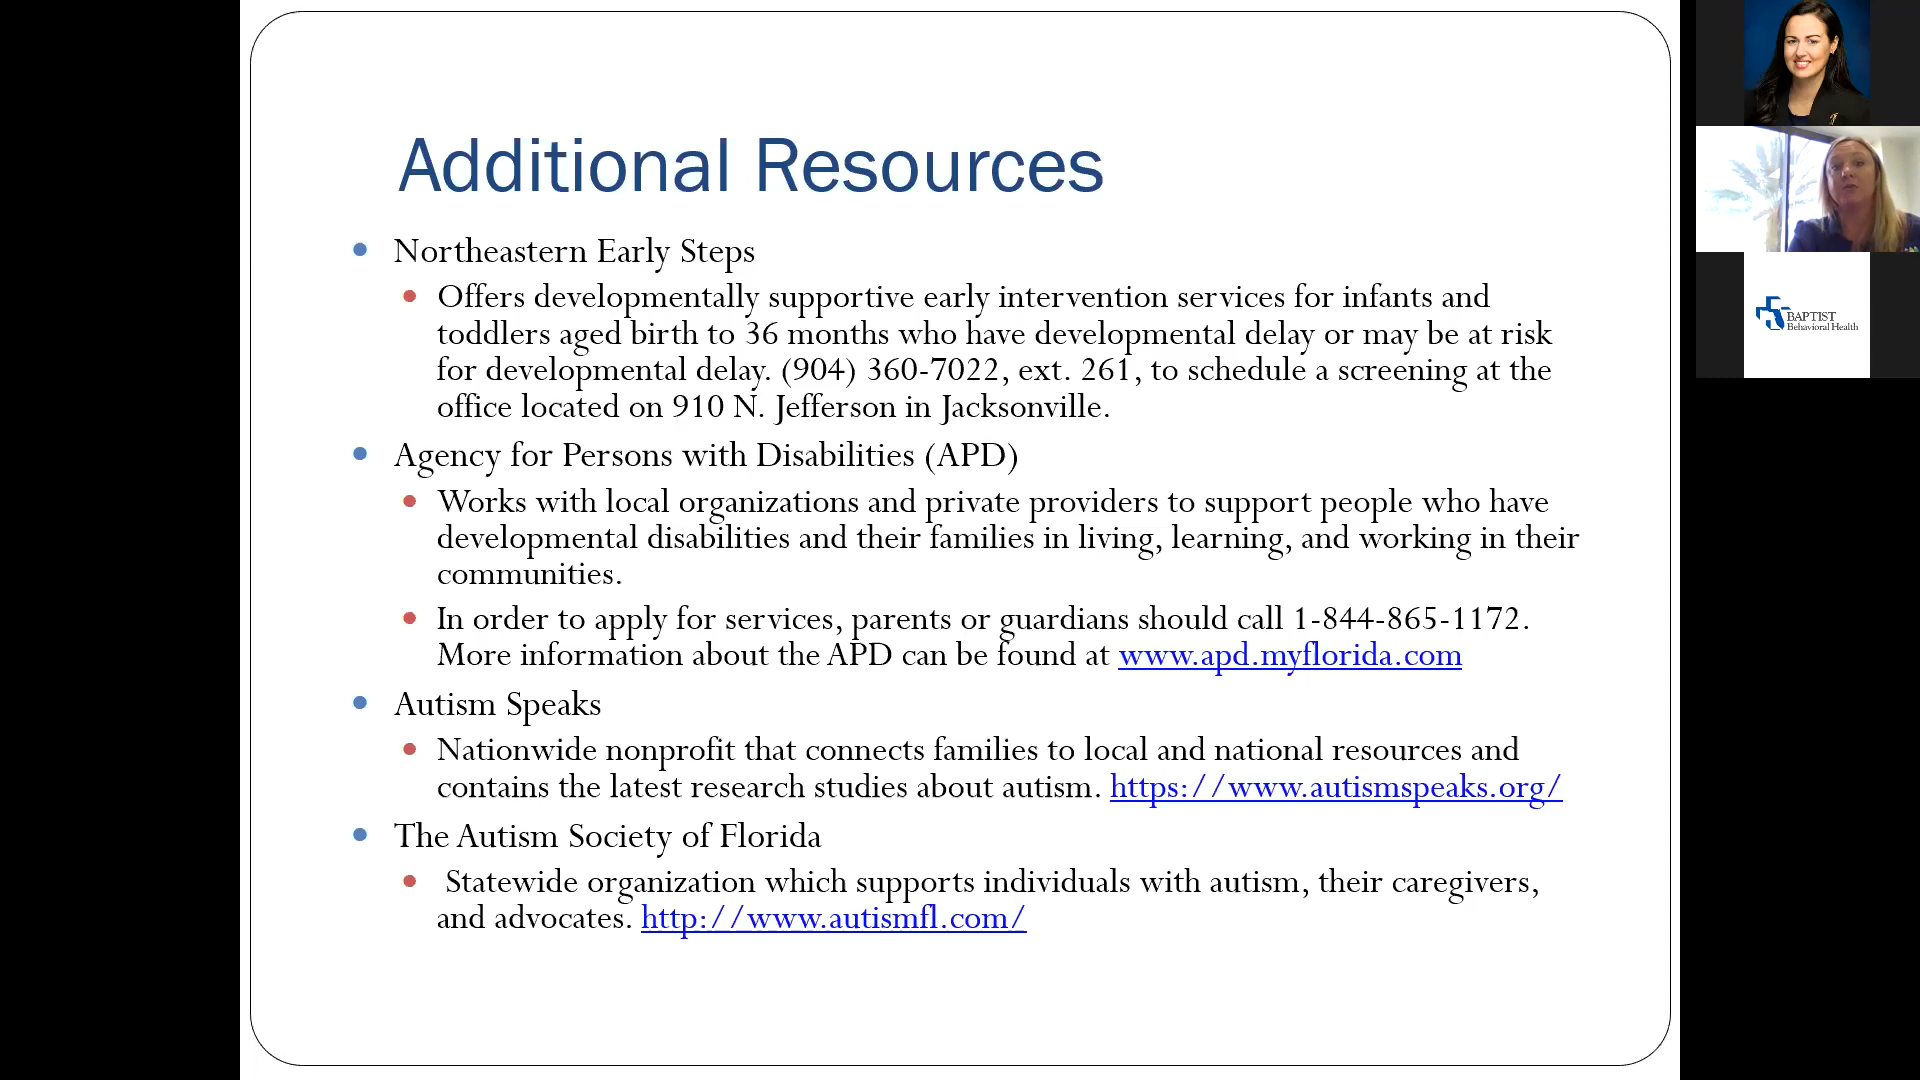 Additional Resources
Northeastern Early Steps
Offers developmentally supportive early intervention services for infants and
toddlers aged birth to 36 months who have developmental delay or may be at risk
for developmental delay. (904) 360-7022, ext. 261, to schedule a screening at the
office located on 910 N. Jefferson in Jacksonville.
Agency for Persons with Disabilities (APD)
Works with local organizations and private providers to support people who have
developmental disabilities and their families in living, learning, and working in their
communities.
In order to apply for services, parents or guardians should call 1-844-865-1172.
More information about the APD can be found at www.apd.myflorida.com
Autism Speaks
Nationwide nonprofit that connects families to local and national resources and
contains the latest research studies about autism. https://www.autismspeaks.org/
The Autism Society of Florida
Statewide organization which supports individuals with autism, their caregivers,
and advocates. http://www.autismfl.com/
BAPTIST
Behavioral Health